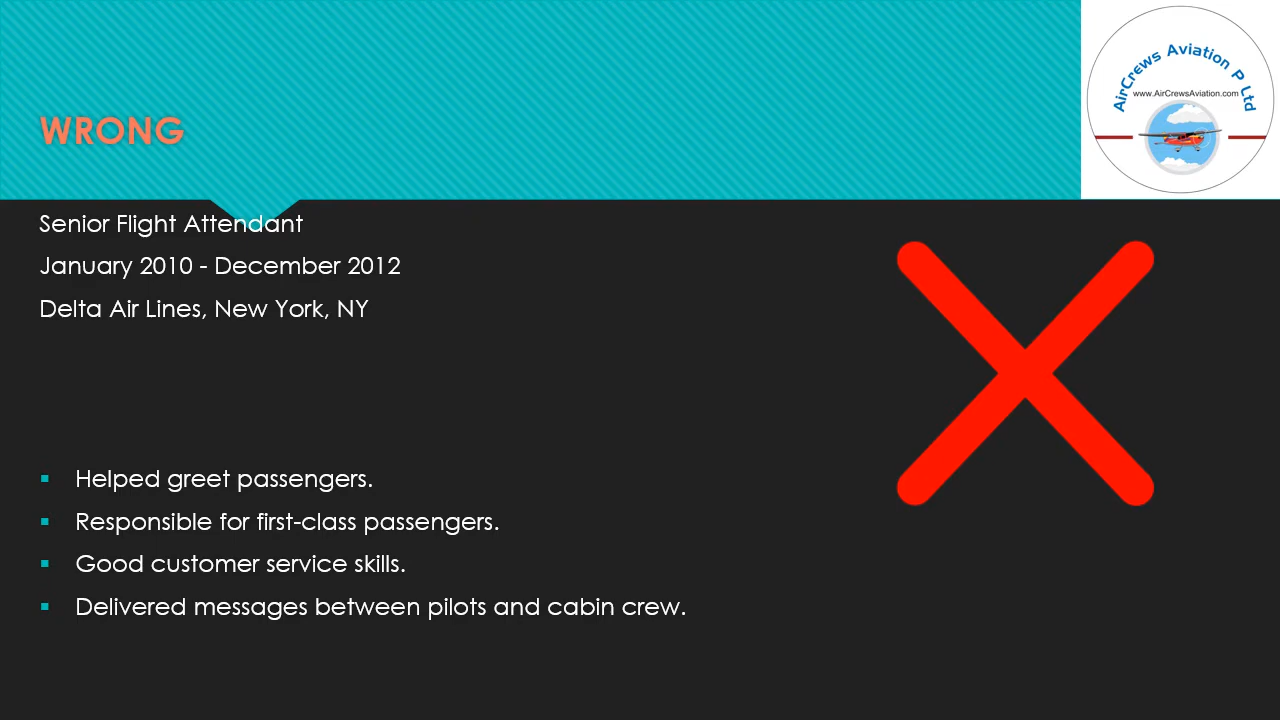 WRONG
AirCrews Aviation P Ltd
www.AirCrewsAviation.com
Senior Flight Attendant
January 2010 - December 2012
Delta Air Lines, New York, NY
Helped greet passengers.
Responsible for first-class passengers.
Good customer service skills.
Delivered messages between pilots and cabin crew.